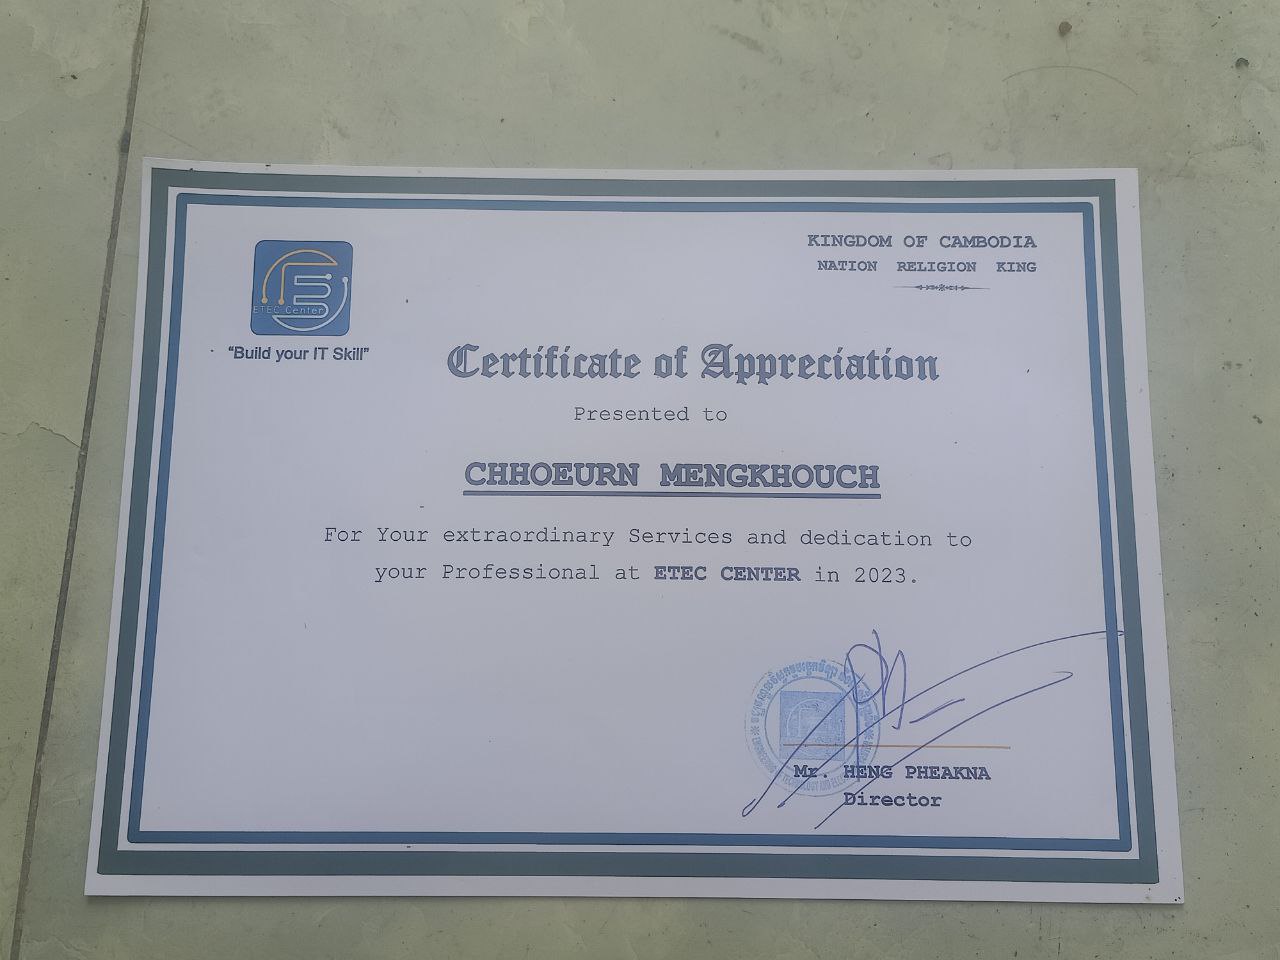 KINGDOM OF CAMBODIA
NATION RELIGION KING
ETEC Center
“Build your IT Skill”
Certificate of Appreciation
Presented to
CHHOEURN MENGKHOUCH
For Your extraordinary Services and dedication to
your Professional at ETEC CENTER in 2023.
Mr. HENG PHEAKNA
Director